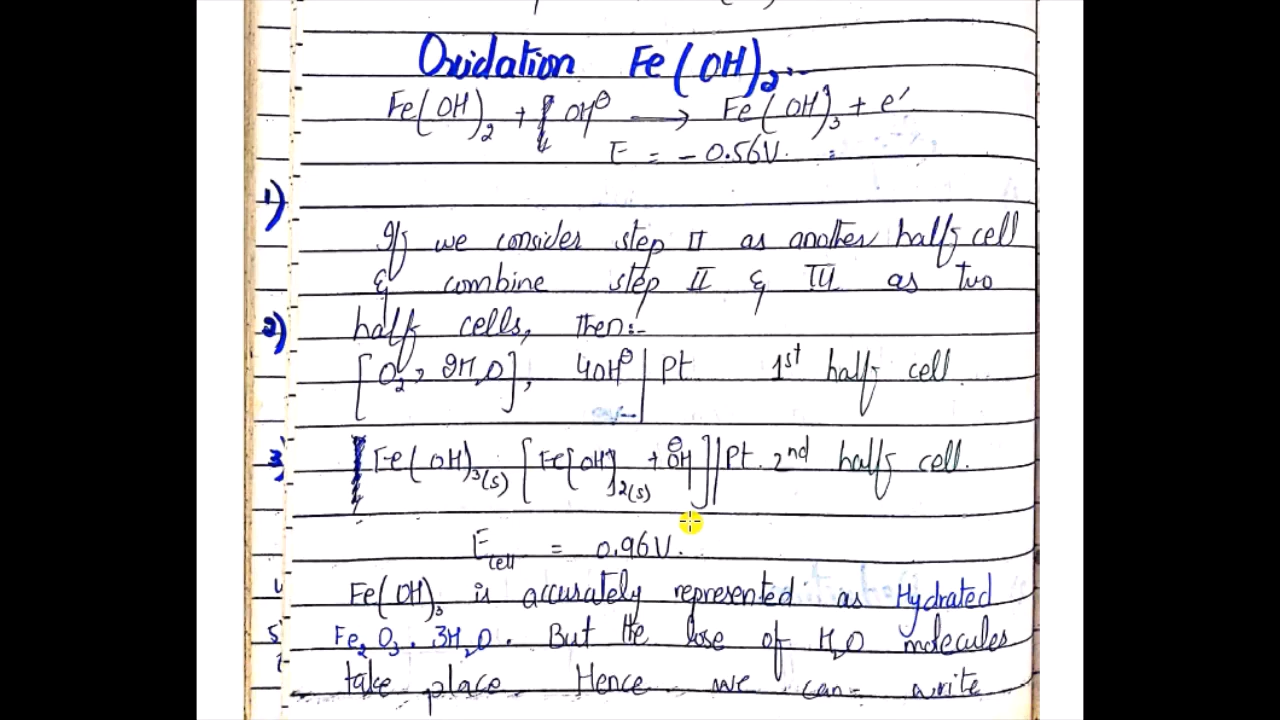 Oxidation Fe(OH)₂
Fe(OH)₂ + OH⊖ ⟶ Fe(OH)₃ + e'
E = -0.56V.
1)
If we consider step II as another half cell
& combine step II & III as two
2) half cells, Then:-
[O₂, 2H₂O], 4OH⊖ | Pt 1st half cell
3) Fe(OH)₃(s) [Fe[OH]₂(s) + ⊖OH] | Pt. 2nd half cell.
Ecell = 0.96V.
Fe(OH)₃ is accurately represented as Hydrated
5 Fe₂O₃. 3H₂O. But the lose of H₂O molecules
take place. Hence we can write